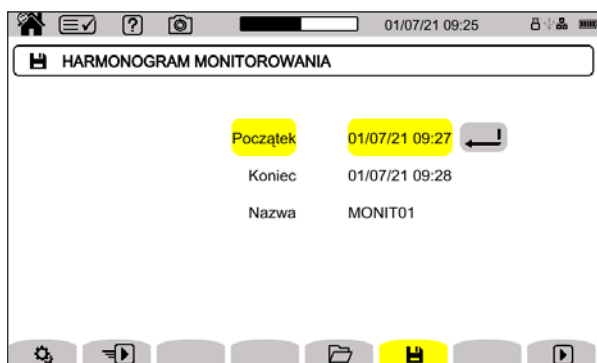 01/07/21 09:25
HARMONOGRAM MONITOROWANIA
Początek 01/07/21 09:27
Koniec 01/07/21 09:28
Nazwa MONIT01